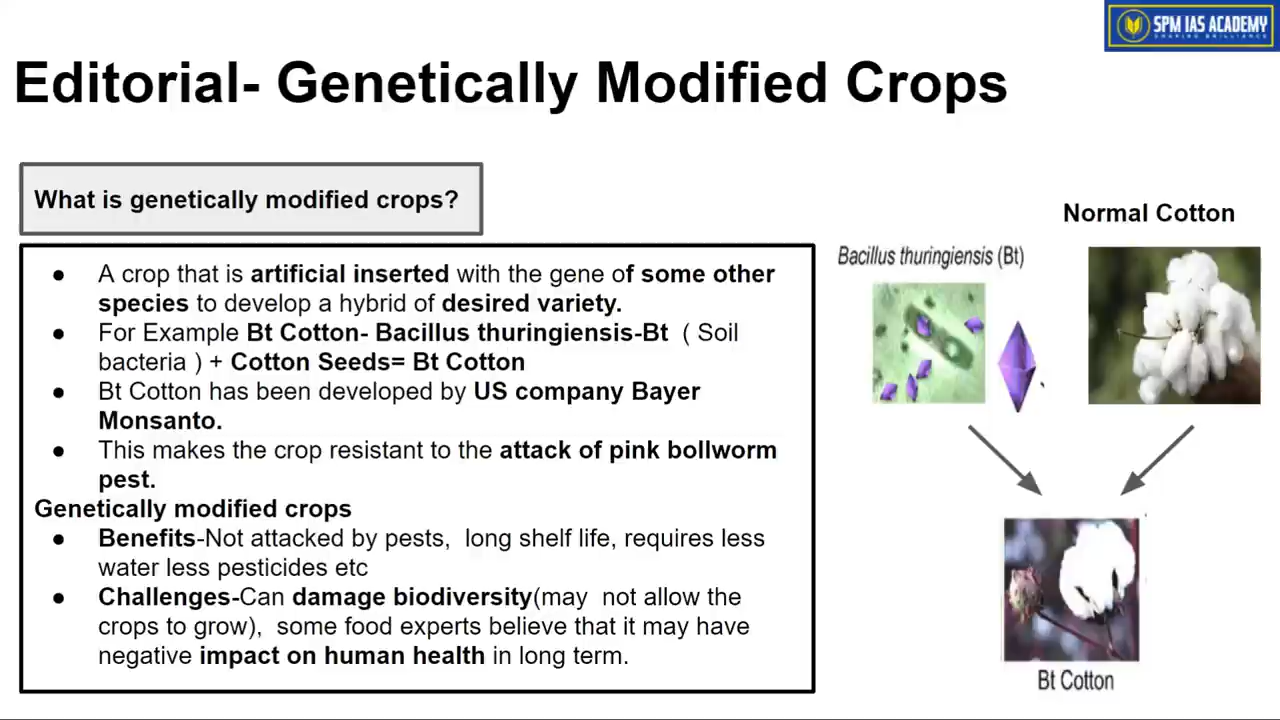 SPM IAS ACADEMY
SHAPING BRILLIANCE
Editorial- Genetically Modified Crops
What is genetically modified crops?
● A crop that is artificial inserted with the gene of some other
species to develop a hybrid of desired variety.
● For Example Bt Cotton- Bacillus thuringiensis-Bt ( Soil
bacteria ) + Cotton Seeds= Bt Cotton
● Bt Cotton has been developed by US company Bayer
Monsanto.
● This makes the crop resistant to the attack of pink bollworm
pest.
Genetically modified crops
● Benefits-Not attacked by pests, long shelf life, requires less
water less pesticides etc
● Challenges-Can damage biodiversity(may not allow the
crops to grow), some food experts believe that it may have
negative impact on human health in long term.
Normal Cotton
Bacillus thuringiensis (Bt)
Bt Cotton